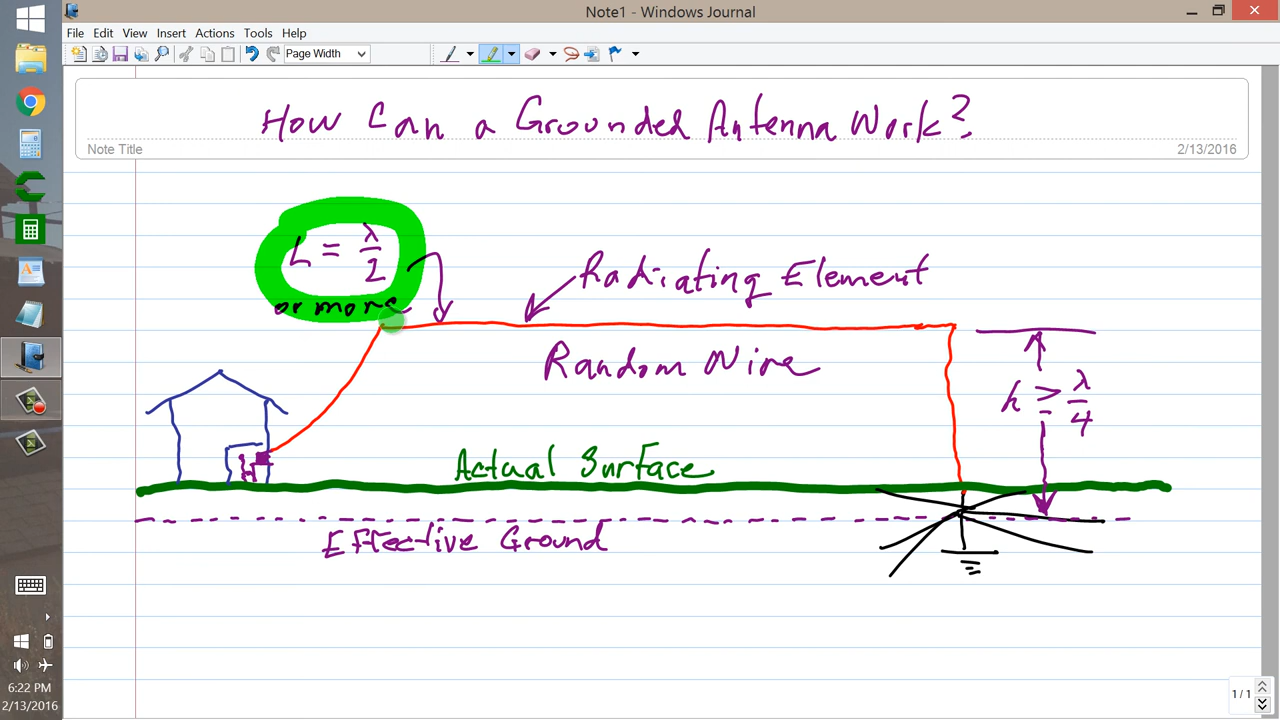 Note1 - Windows Journal
File Edit View Insert Actions Tools Help
Page Width
How Can a Grounded Antenna Work?
Note Title
2/13/2016
L = λ/2
or more
Radiating Element
Random Wire
h ≥ λ/4
Actual Surface
Effective Ground
6:22 PM
2/13/2016
1/1